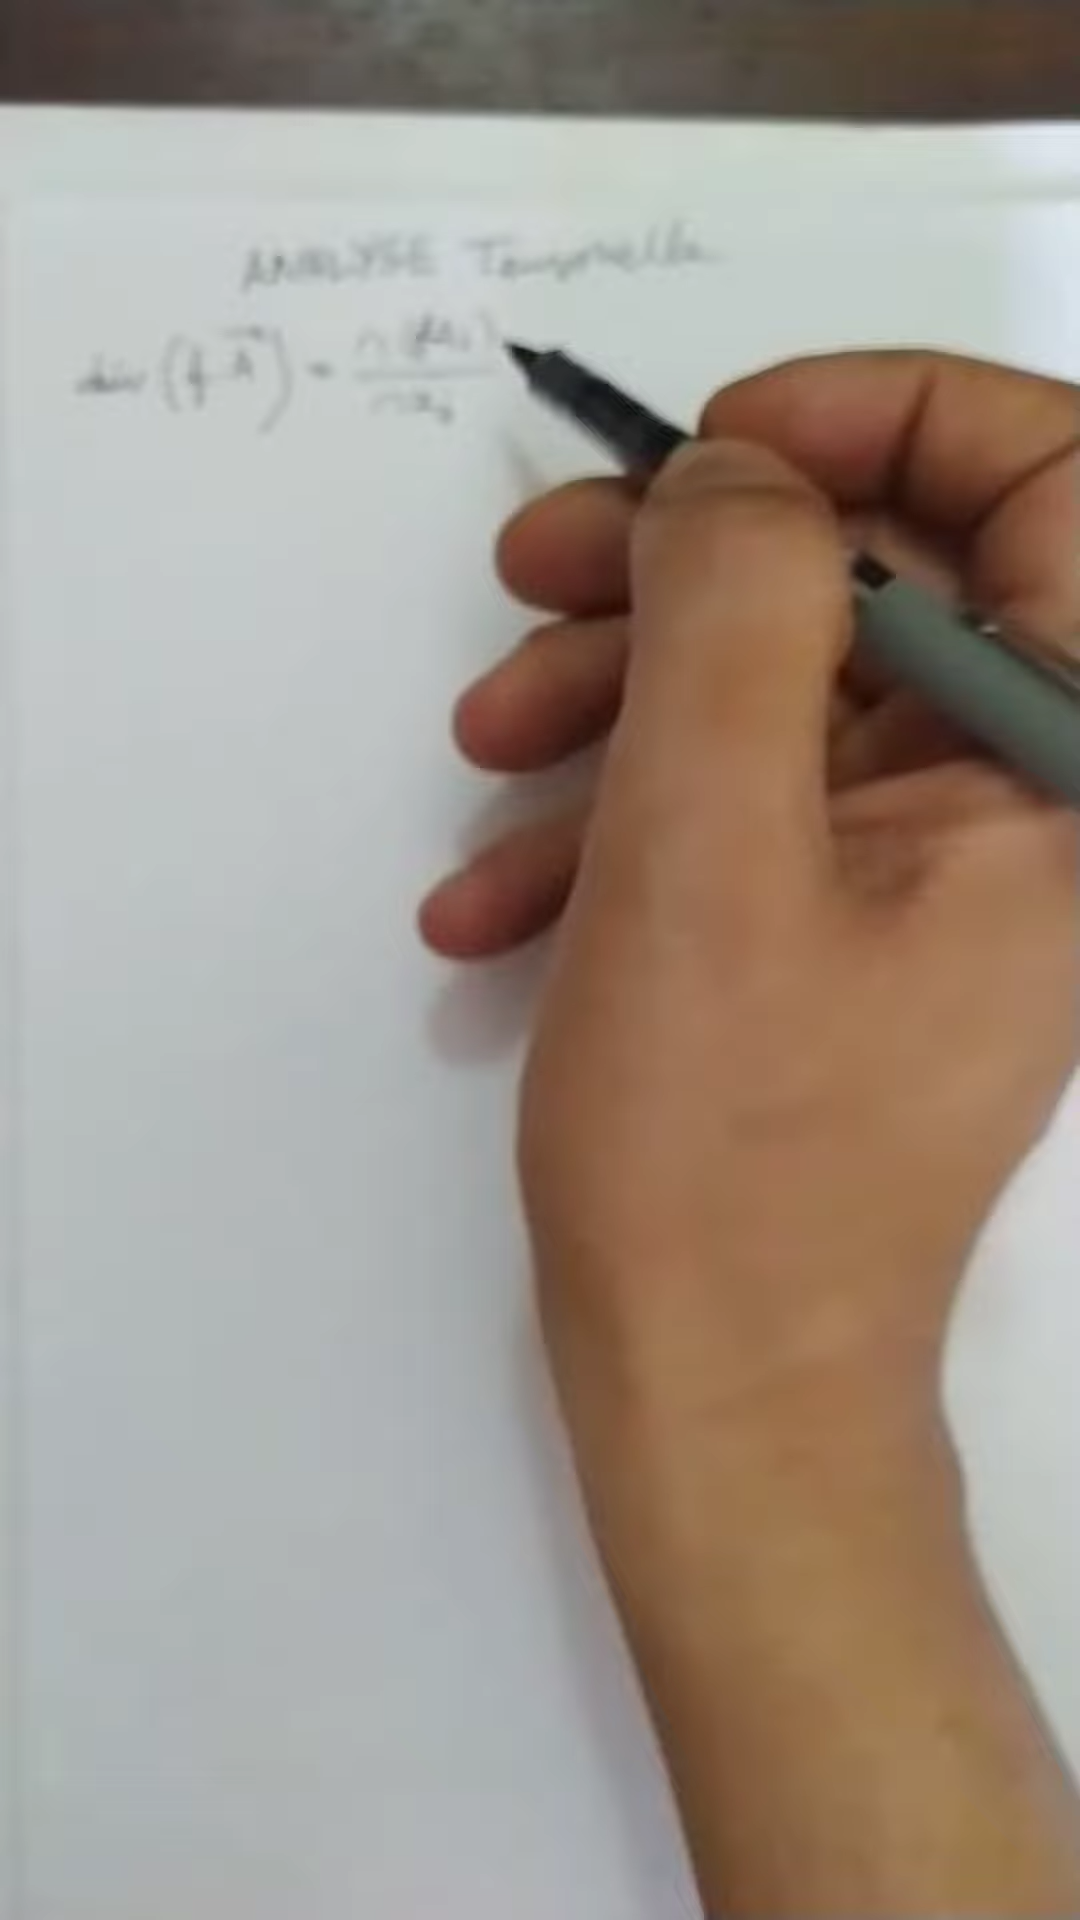 ANALYSE Tensorielle
div (f A⃗) = ∂(fAᵢ) / ∂xᵢ